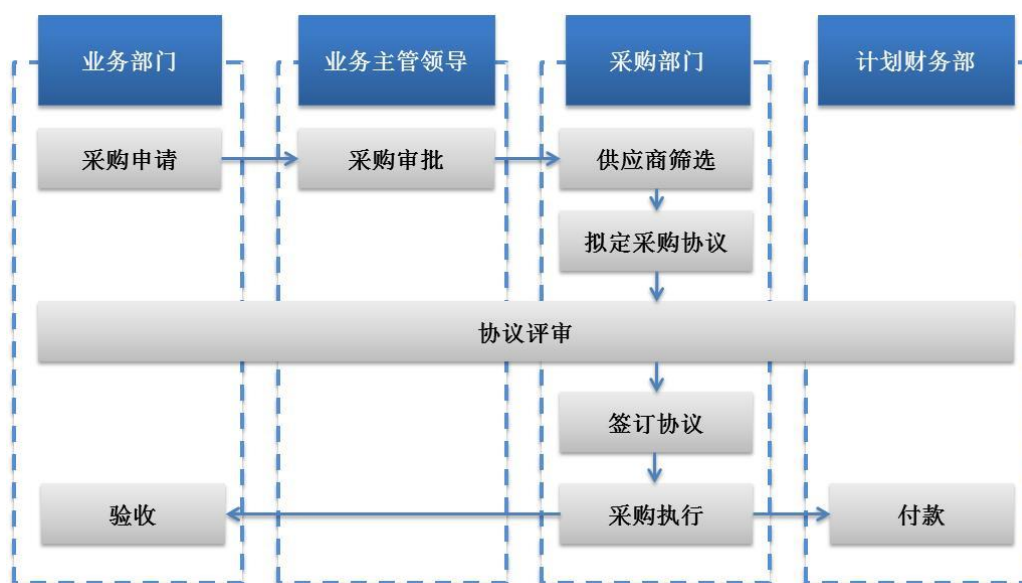 业务部门
业务主管领导
采购部门
计划财务部
采购申请
采购审批
供应商筛选
拟定采购协议
协议评审
签订协议
验收
采购执行
付款